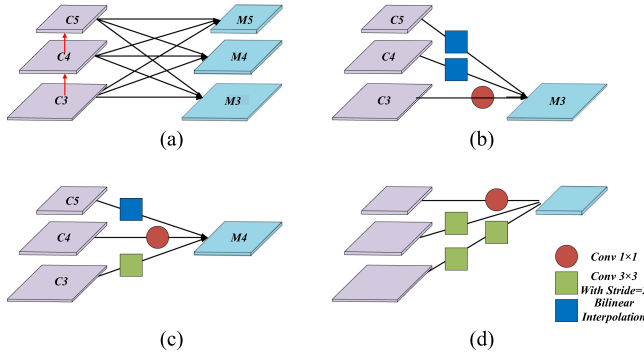 C5
M5
C4
M4
C3
M3
(a)
C5
C4
C3
M3
(b)
C5
C4
M4
C3
(c)
Conv 1×1
Conv 3×3
With Stride=
Bilinear
Interpolation
(d)